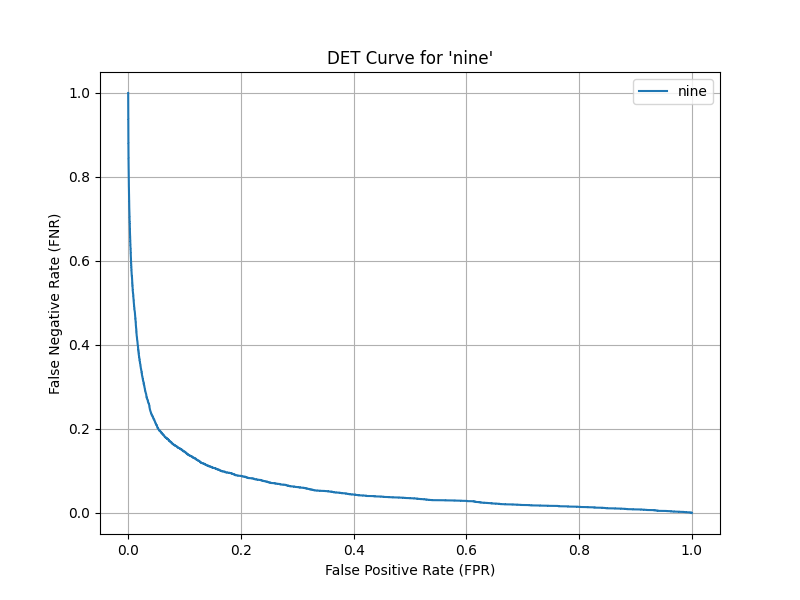 DET Curve for 'nine'
nine
1.0
0.8
0.6
0.4
0.2
0.0
False Negative Rate (FNR)
0.0 0.2 0.4 0.6 0.8 1.0
False Positive Rate (FPR)